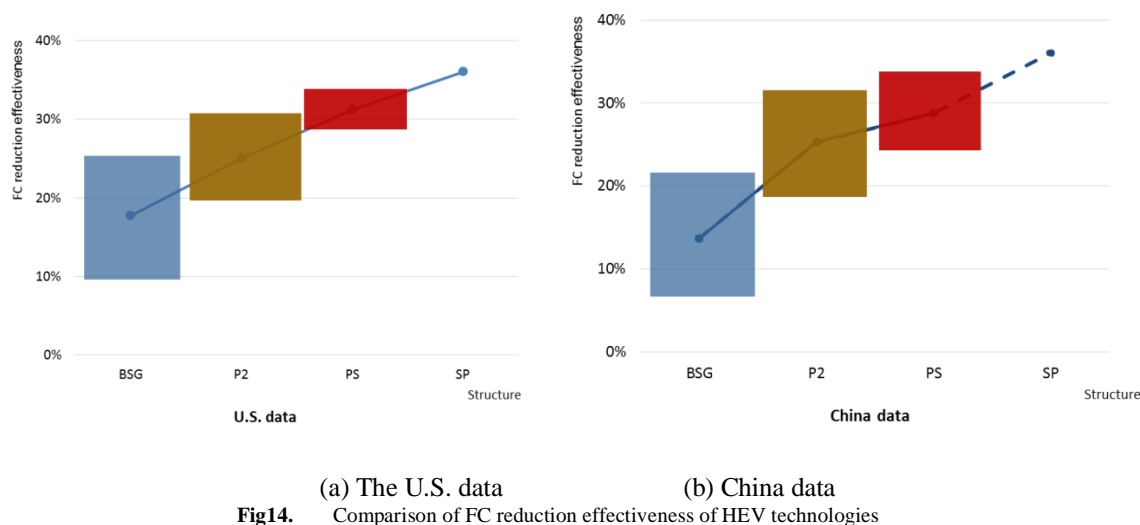 FC reduction effectiveness
40%
30%
20%
10%
0%
BSG
P2
PS
SP
Structure
U.S. data
FC reduction effectiveness
40%
30%
20%
10%
0%
BSG
P2
PS
SP
Structure
China data
(a) The U.S. data
(b) China data
Fig14. Comparison of FC reduction effectiveness of HEV technologies